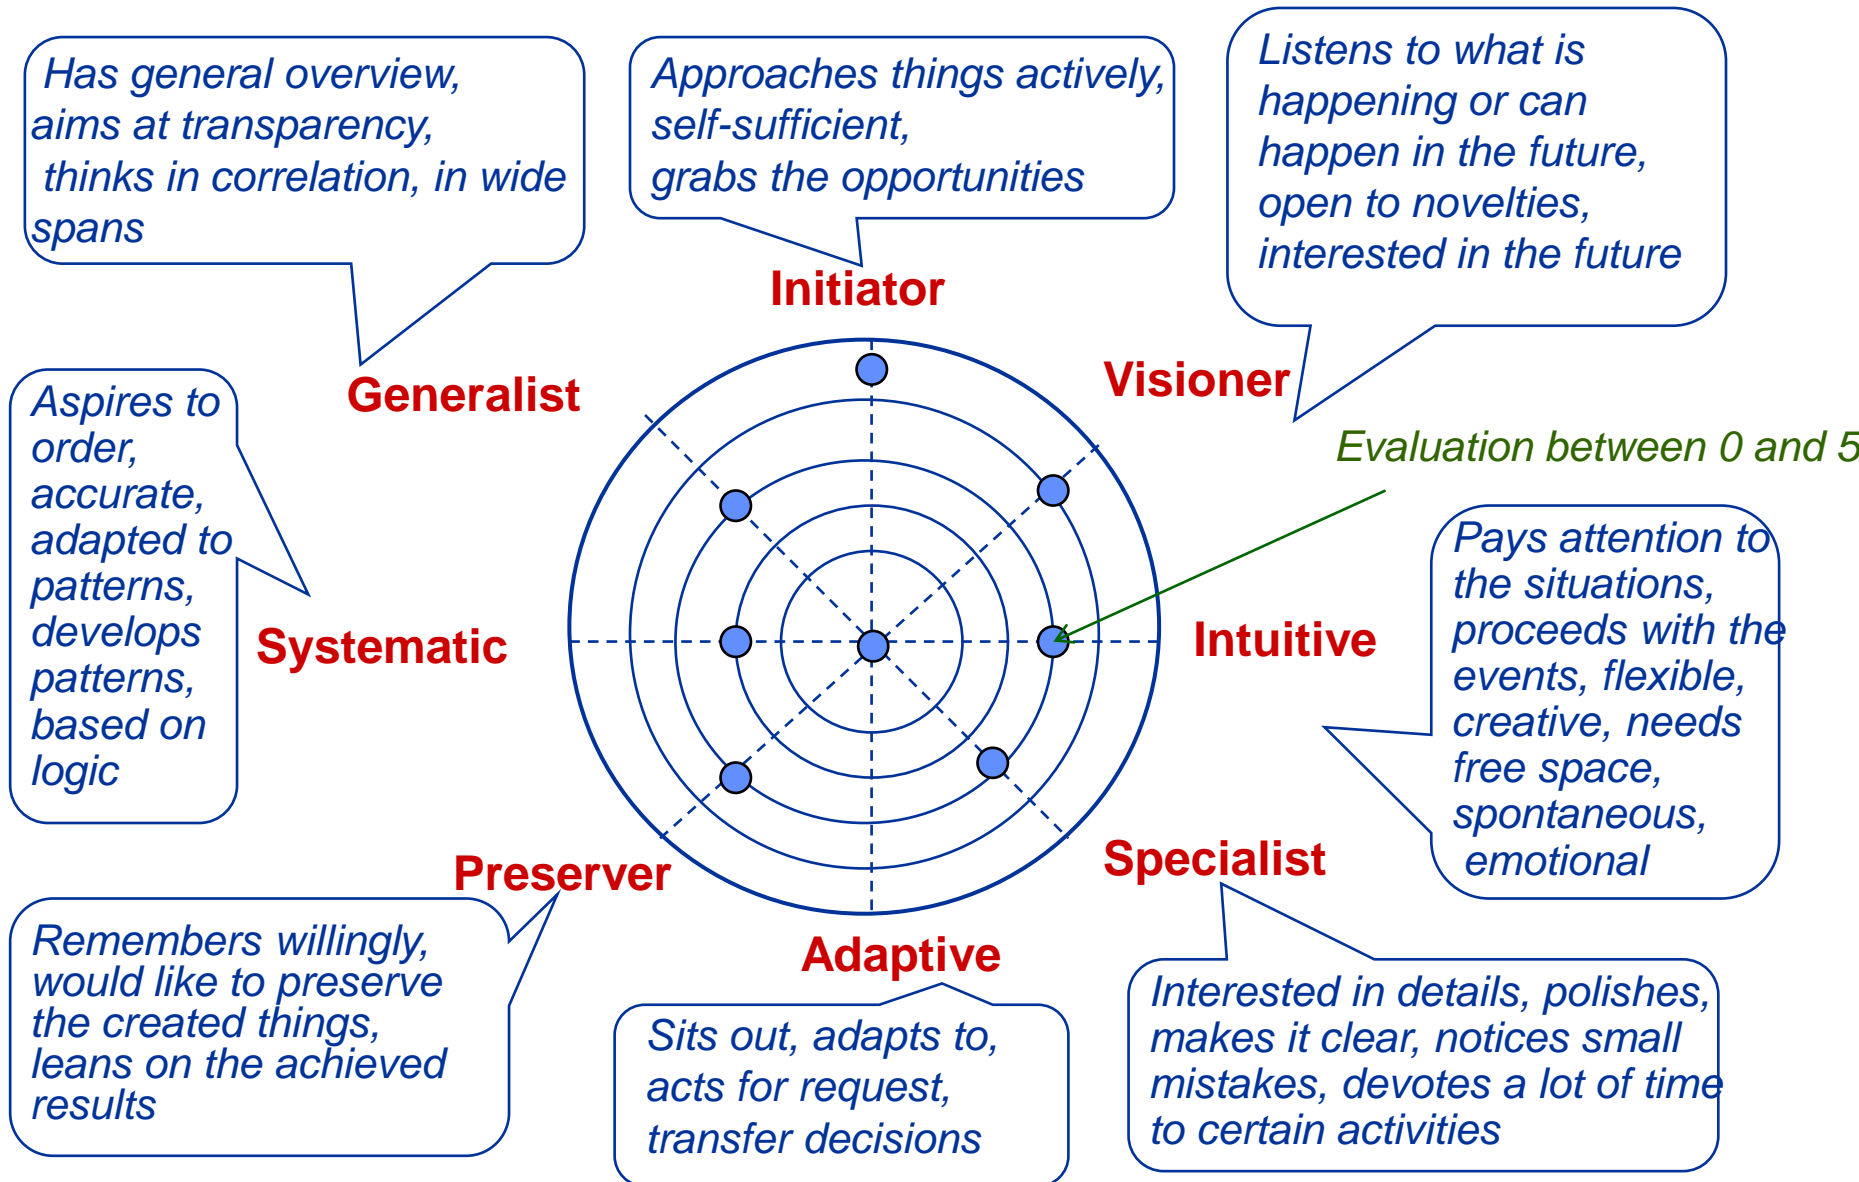 Has general overview,
aims at transparency,
thinks in correlation, in wide
spans
Approaches things actively,
self-sufficient,
grabs the opportunities
Listens to what is
happening or can
happen in the future,
open to novelties,
interested in the future
Initiator
Generalist
Visioner
Evaluation between 0 and 5
Aspires to
order,
accurate,
adapted to
patterns,
develops
patterns,
based on
logic
Systematic
Intuitive
Pays attention to
the situations,
proceeds with the
events, flexible,
creative, needs
free space,
spontaneous,
emotional
Preserver
Specialist
Adaptive
Remembers willingly,
would like to preserve
the created things,
leans on the achieved
results
Sits out, adapts to,
acts for request,
transfer decisions
Interested in details, polishes,
makes it clear, notices small
mistakes, devotes a lot of time
to certain activities